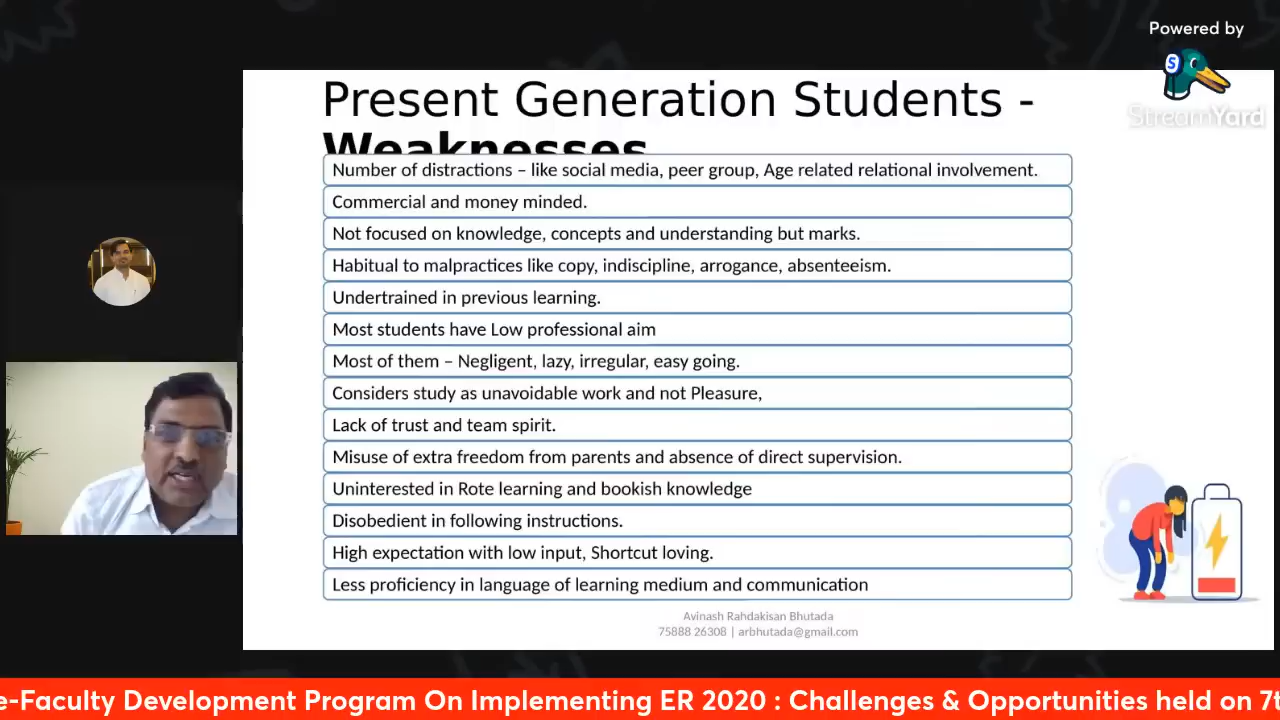 Powered by
S
StreamYard
Present Generation Students -
Weaknesses
Number of distractions – like social media, peer group, Age related relational involvement.
Commercial and money minded.
Not focused on knowledge, concepts and understanding but marks.
Habitual to malpractices like copy, indiscipline, arrogance, absenteeism.
Undertrained in previous learning.
Most students have Low professional aim
Most of them – Negligent, lazy, irregular, easy going.
Considers study as unavoidable work and not Pleasure,
Lack of trust and team spirit.
Misuse of extra freedom from parents and absence of direct supervision.
Uninterested in Rote learning and bookish knowledge
Disobedient in following instructions.
High expectation with low input, Shortcut loving.
Less proficiency in language of learning medium and communication
Avinash Rahdakisan Bhutada
75888 26308 | arbhutada@gmail.com
e-Faculty Development Program On Implementing ER 2020 : Challenges & Opportunities held on 7t